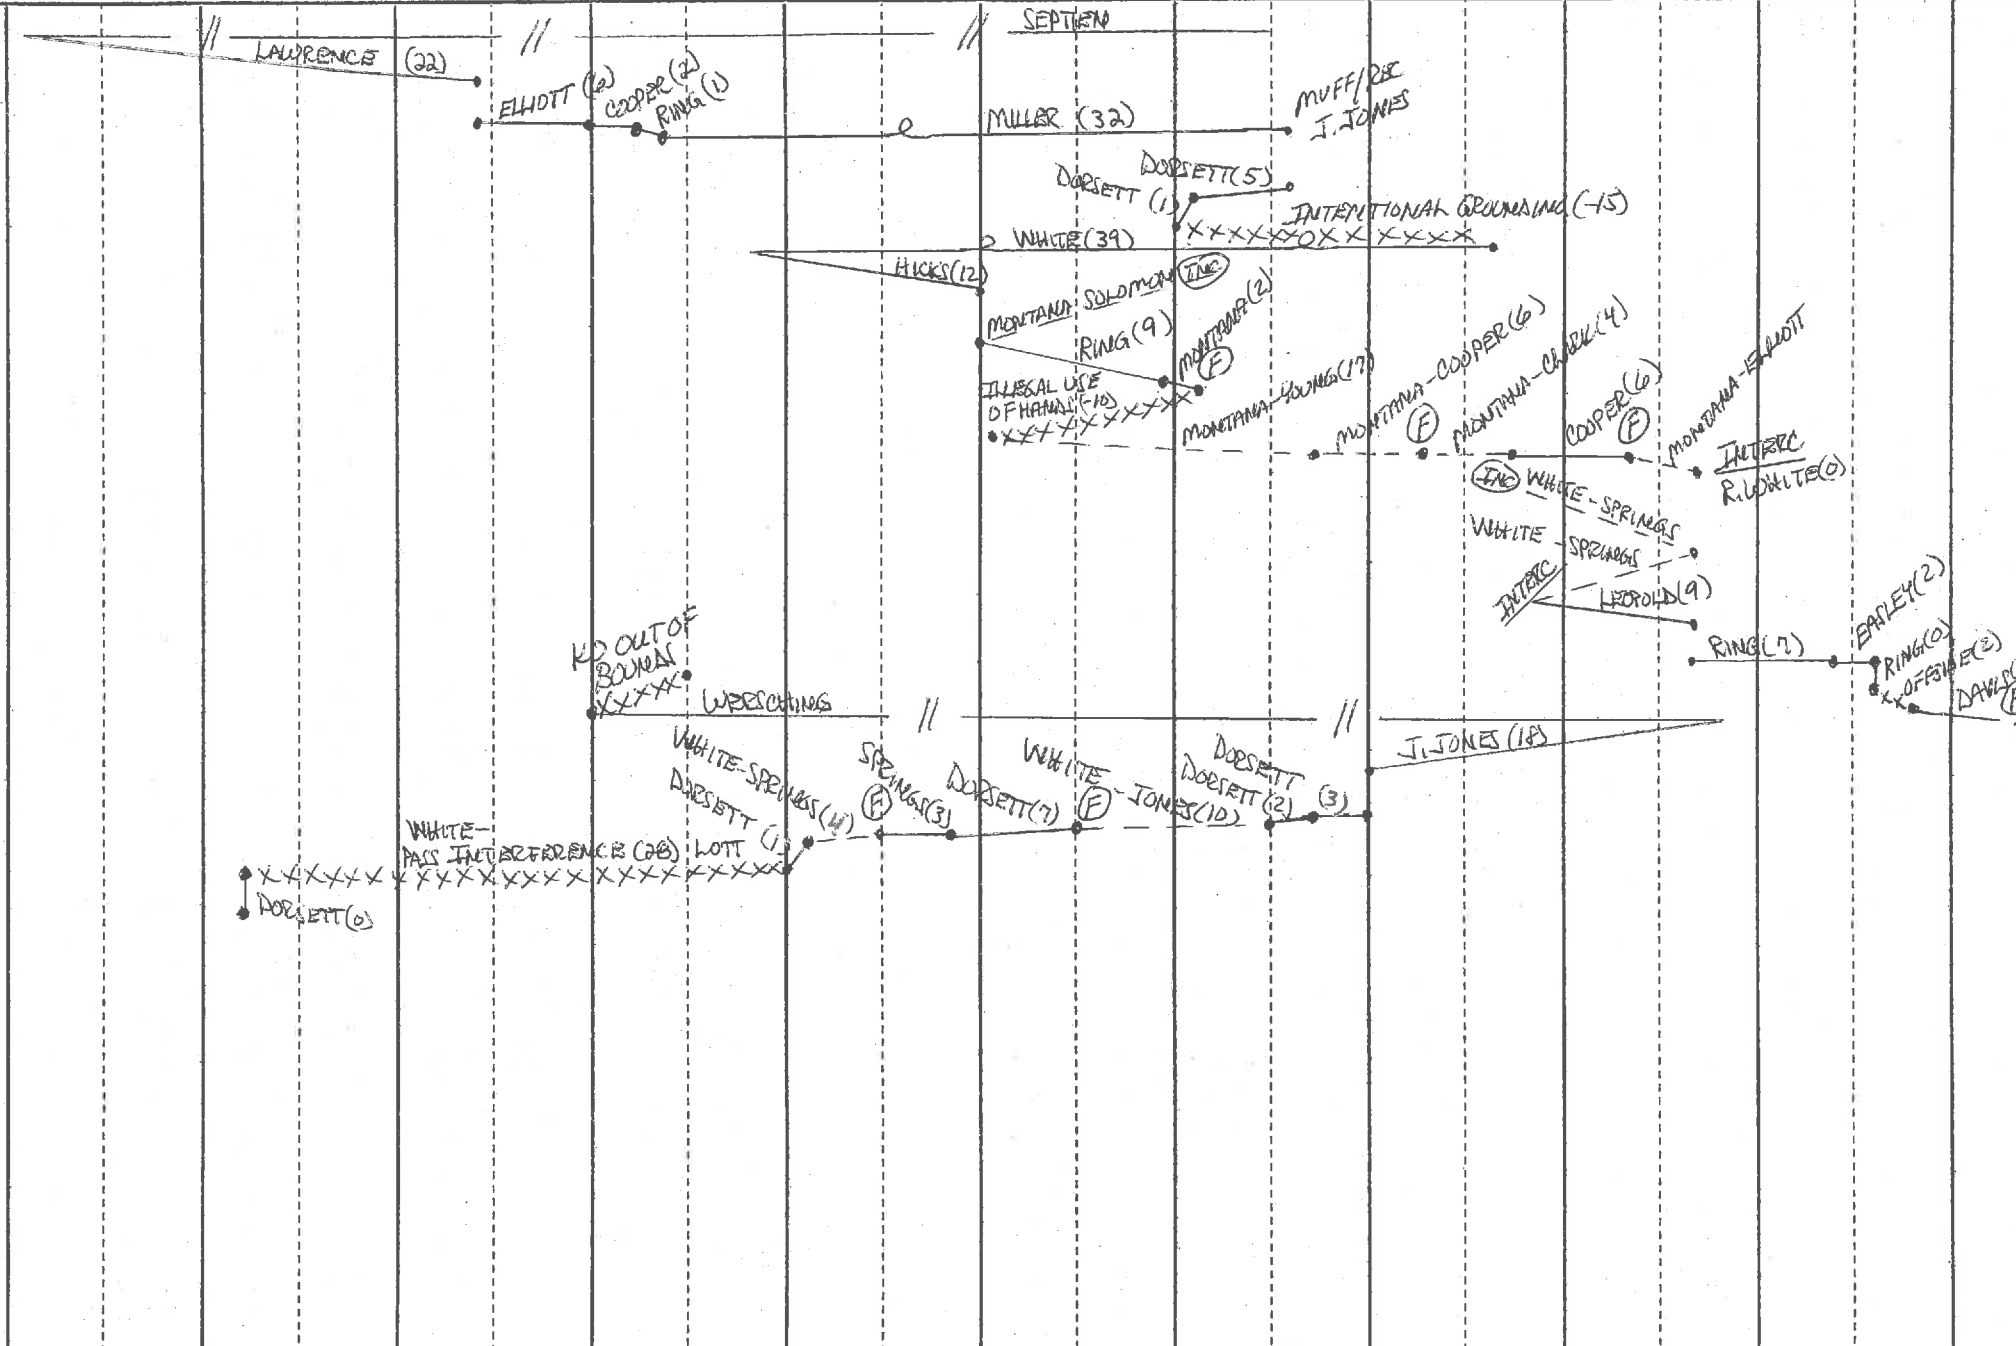 SEPTIEN
LAWRENCE (22)
ELLIOTT (6)
COOPER (2)
RING (1)
MILLER (32)
MUFF/REC
J. JONES
DORSETT (1)
DORSETT (5)
INTENTIONAL GROUNDING (-15)
WHITE (39)
HICKS (12)
MONTANA SOLOMON INC
RING (9)
MONTANA (2)
F
ILLEGAL USE
OF HANDS (-10)
MONTANA-YOUNG (17)
MONTANA-COOPER (6)
F
MONTANA-CLARK (4)
COOPER (6)
F
MONTANA-ELLIOTT
INTERC
R. WHITE (0)
INC WHITE-SPRINGS
WHITE-SPRINGS
INTERC
LEOPOLD (9)
RING (7)
EASLEY (2)
RING (0)
OFFSIDE (2)
DAVIS
KO OUT OF
BOUNDS
WERSCHING
J. JONES (18)
WHITE-
PASS INTERFERENCE (28) LOTT
DORSETT (1)
WHITE-SPRINGS (4)
F
SPRINGS (3)
DORSETT (7)
WHITE-JONES (10)
F
DORSETT (2)
DORSETT (3)
DORSETT (0)